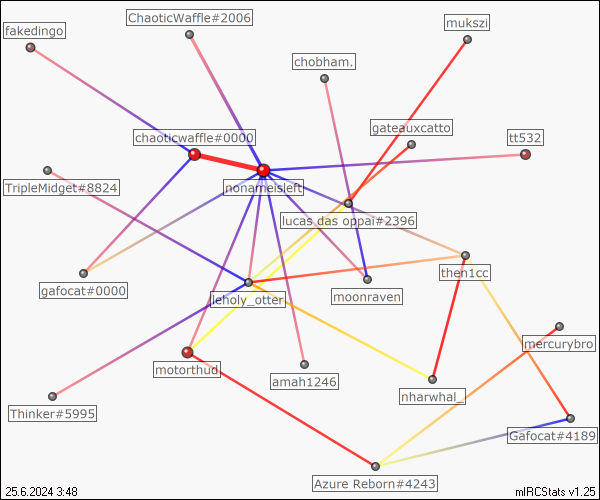 ChaoticWaffle#2006
mukszi
fakedingo
chobham.
gateauxcatto
chaoticwaffle#0000
tt532
TripleMidget#8824
nonameisleft
lucas das oppai#2396
then1cc
gafocat#0000
leholy_otter
moonraven
mercurybro
motorthud
amah1246
nharwhal_
Thinker#5995
Gafocat#4189
Azure Reborn#4243
25.6.2024 3:48
mIRCStats v1.25